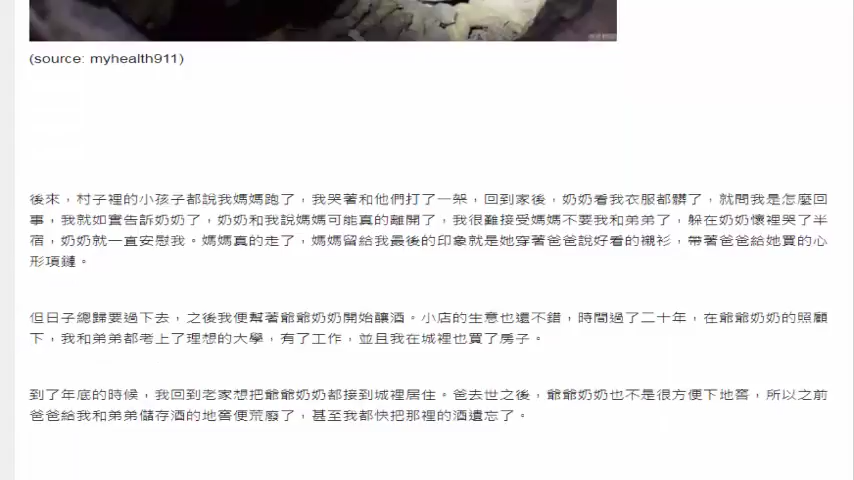 (source: myhealth911)
後來，村子裡的小孩子都說我媽媽跑了，我哭著和他們打了一架，回到家後，奶奶看我衣服都髒了，就問我是怎麼回
事，我就如實告訴奶奶了，奶奶和我說媽媽可能真的離開了，我很難接受媽媽不要我和弟弟了，躲在奶奶懷裡哭了半
宿，奶奶就一直安慰我。媽媽真的走了，媽媽留給我最後的印象就是她穿著爸爸說好看的襯衫，帶著爸爸給她買的心
形項鏈。
但日子總歸要過下去，之後我便幫著爺爺奶奶開始釀酒。小店的生意也還不錯，時間過了二十年，在爺爺奶奶的照顧
下，我和弟弟都考上了理想的大學，有了工作，並且我在城裡也買了房子。
到了年底的時候，我回到老家想把爺爺奶奶都接到城裡居住。爸去世之後，爺爺奶奶也不是很方便下地窖，所以之前
爸爸給我和弟弟儲存酒的地窖便荒廢了，甚至我都快把那裡的酒遺忘了。